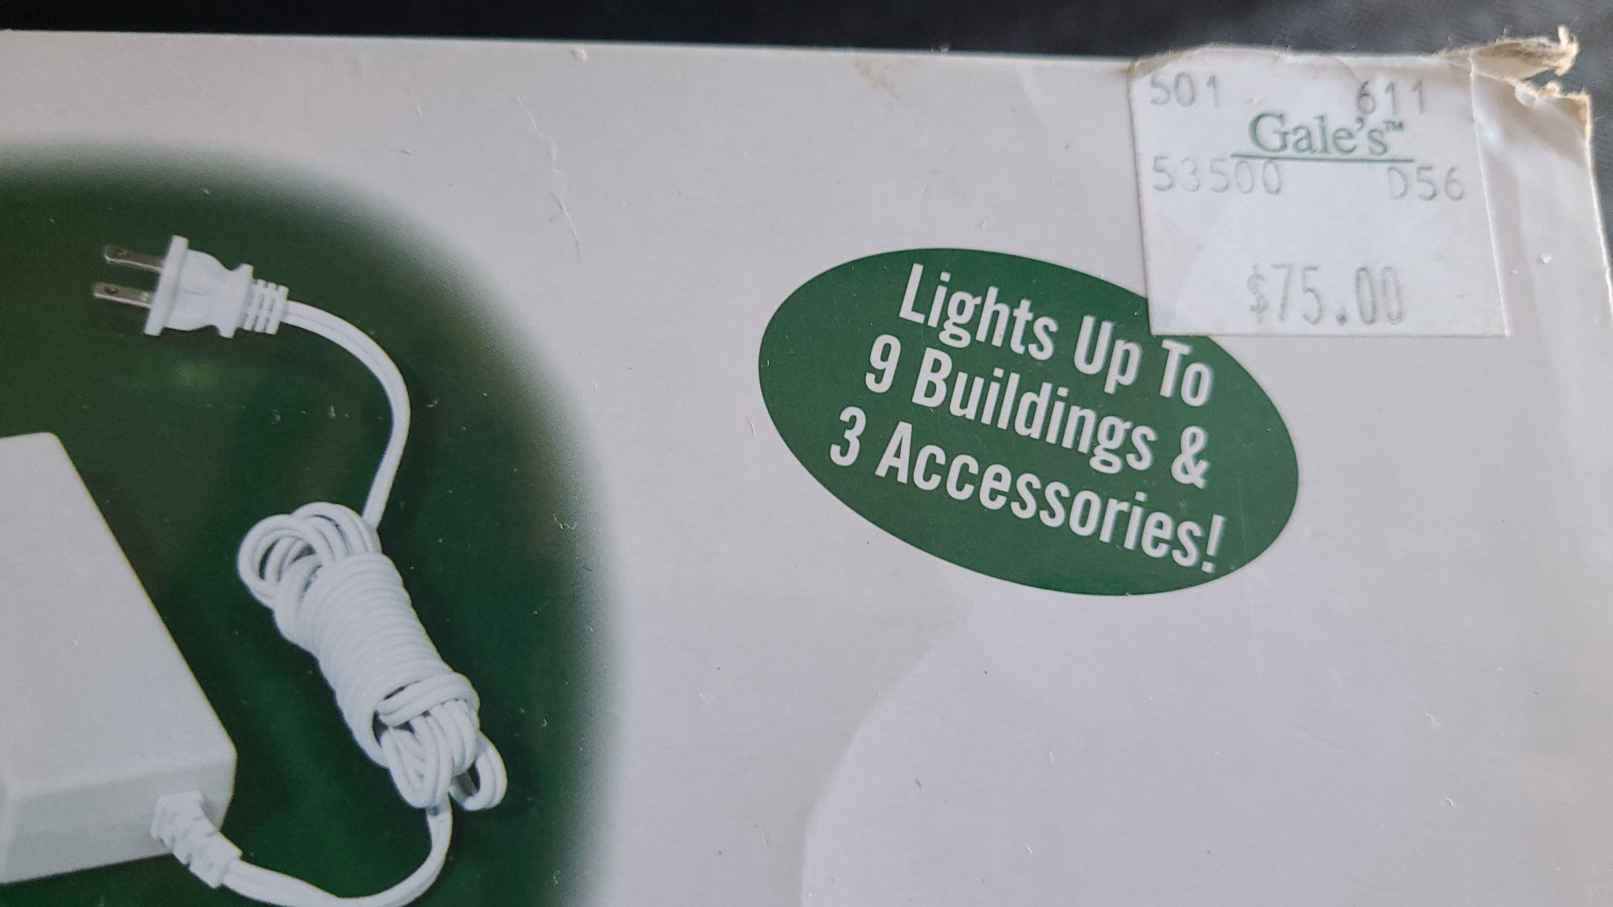 501 611
Gale's™
53500 D56
$75.00
Lights Up To
9 Buildings &
3 Accessories!